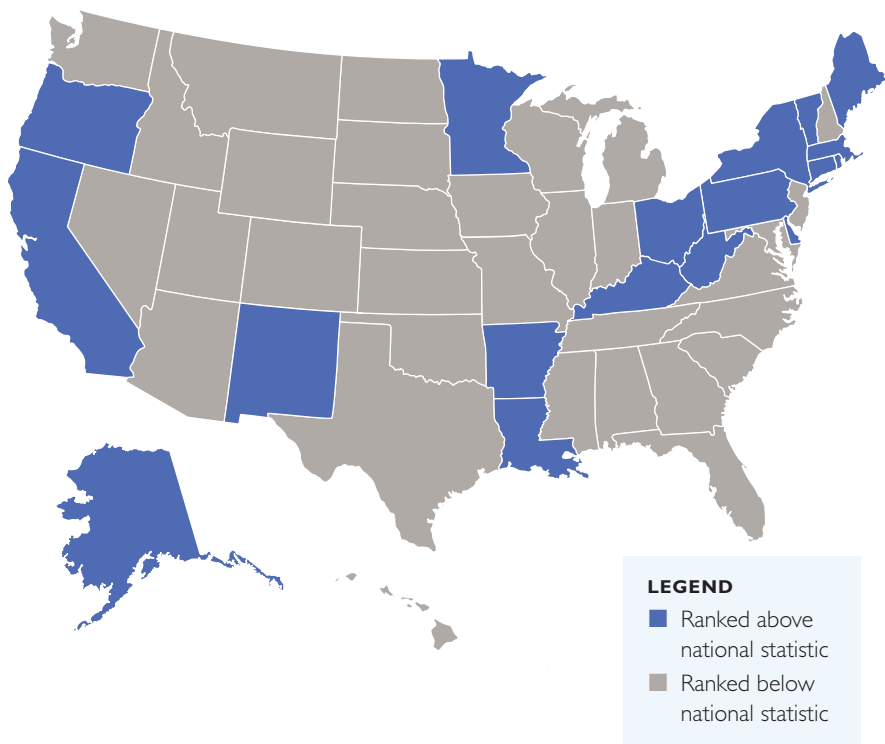 LEGEND
Ranked above
national statistic
Ranked below
national statistic